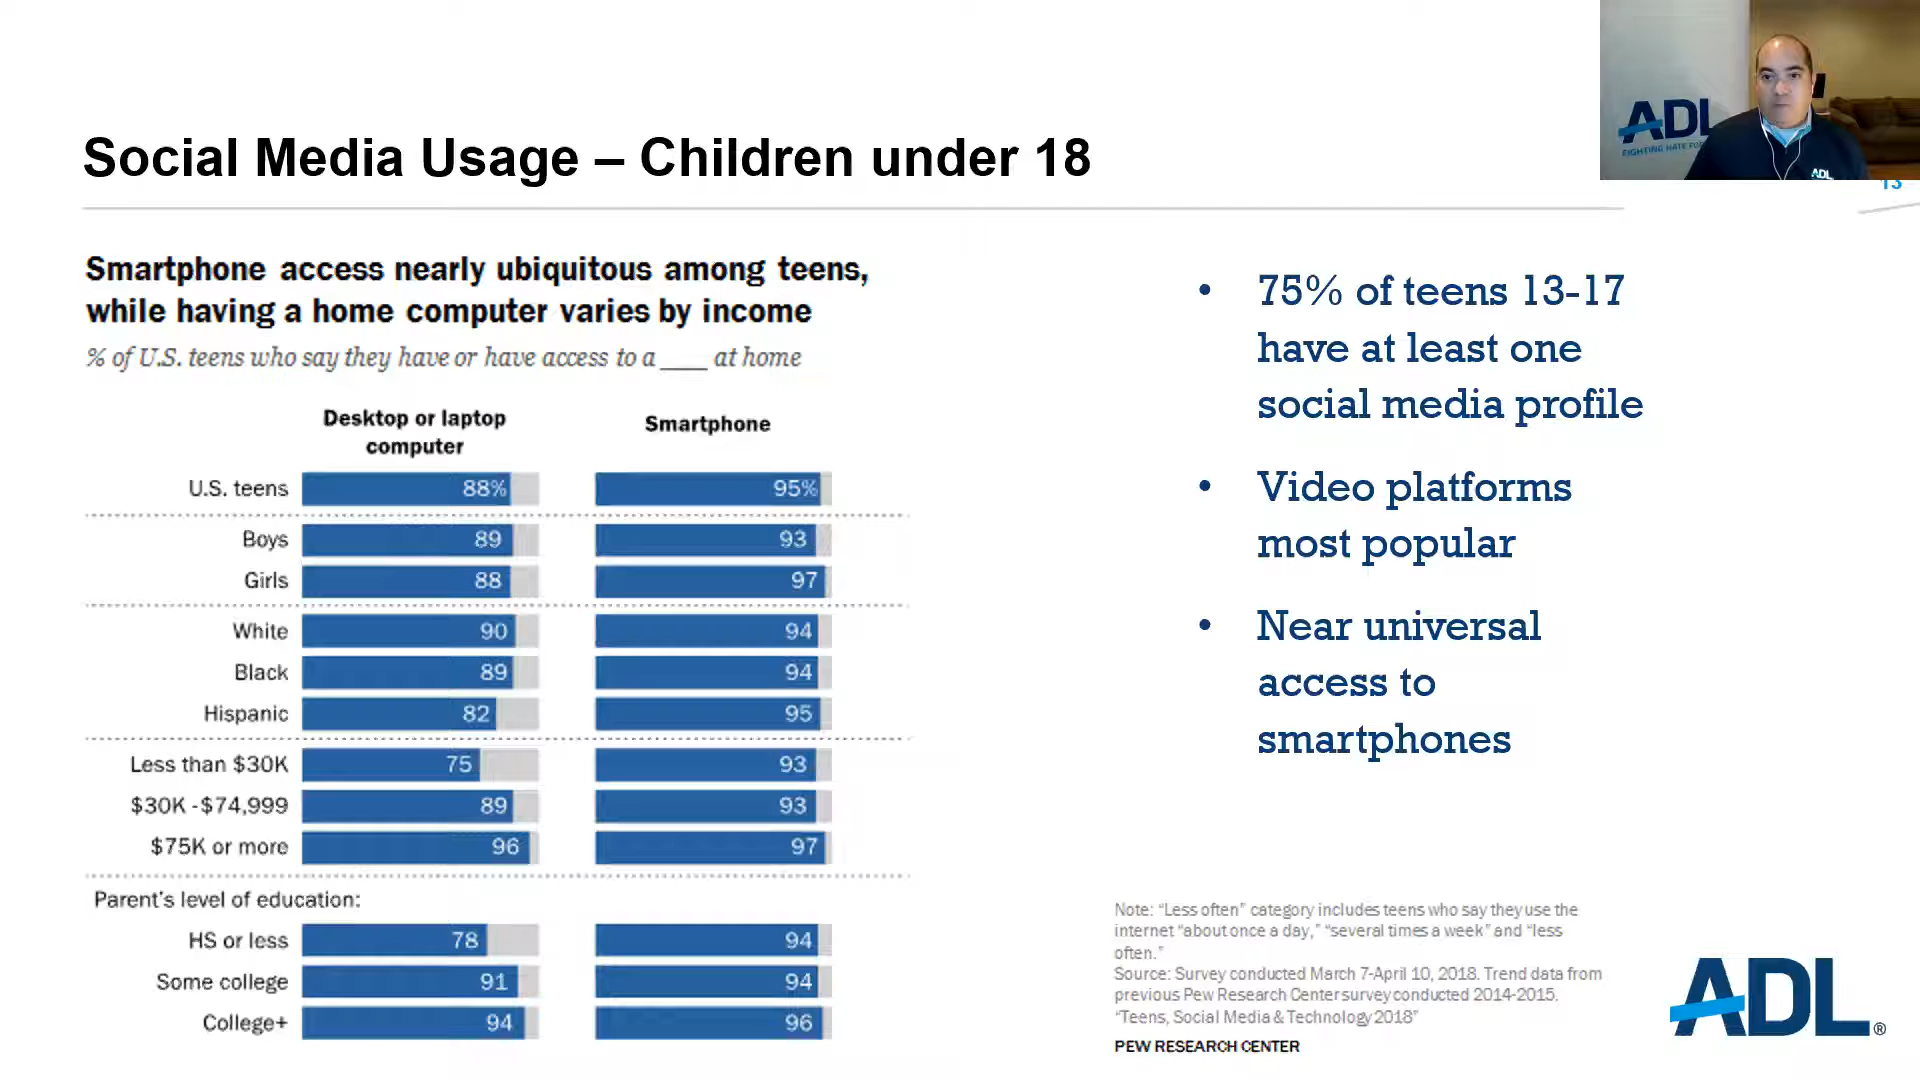 Social Media Usage – Children under 18
ADL
FIGHTING HATE FOR
ADL
13
Smartphone access nearly ubiquitous among teens,
while having a home computer varies by income
% of U.S. teens who say they have or have access to a ____ at home
Desktop or laptop
computer
Smartphone
U.S. teens 88% 95%
Boys 89 93
Girls 88 97
White 90 94
Black 89 94
Hispanic 82 95
Less than $30K 75 93
$30K -$74,999 89 93
$75K or more 96 97
Parent's level of education:
HS or less 78 94
Some college 91 94
College+ 94 96
• 75% of teens 13-17
have at least one
social media profile
• Video platforms
most popular
• Near universal
access to
smartphones
Note: “Less often” category includes teens who say they use the
internet “about once a day,” “several times a week” and “less
often.”
Source: Survey conducted March 7-April 10, 2018. Trend data from
previous Pew Research Center survey conducted 2014-2015.
“Teens, Social Media & Technology 2018”
PEW RESEARCH CENTER
ADL®